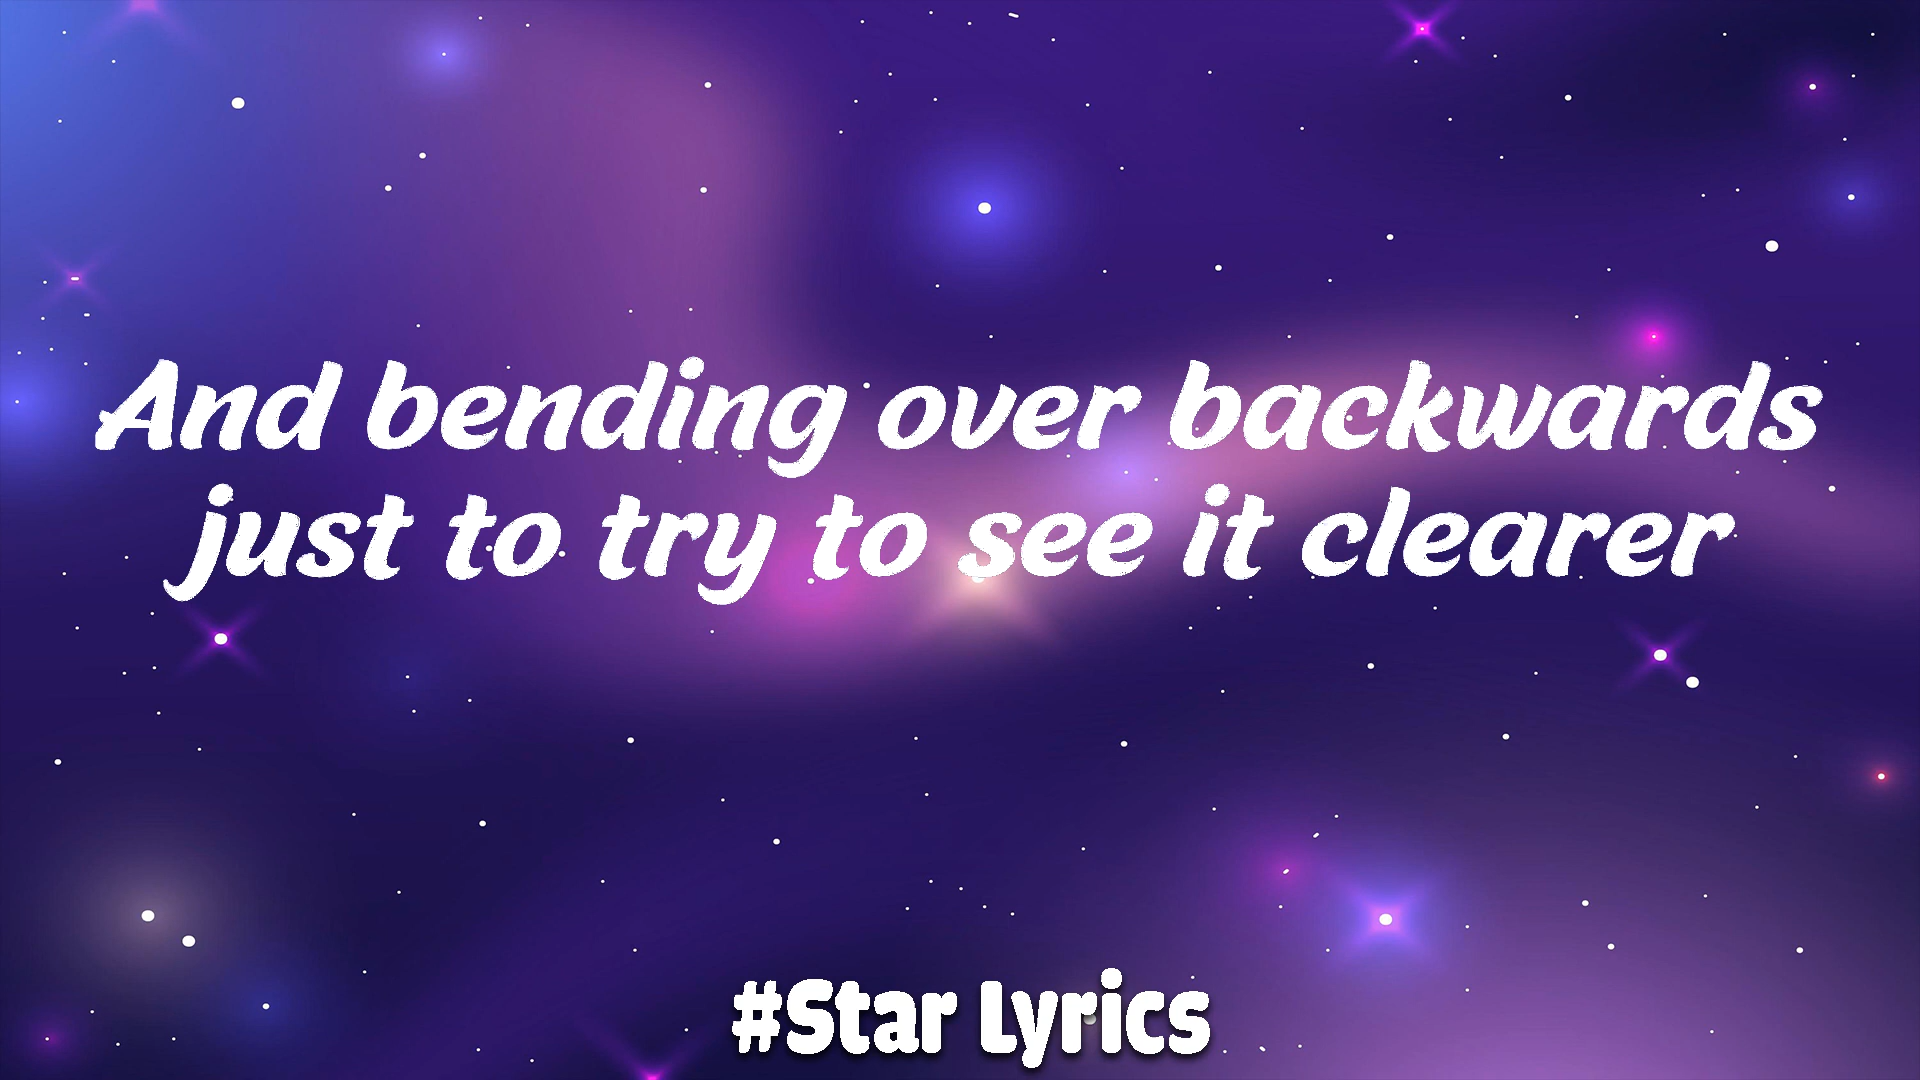 And bending over backwards
just to try to see it clearer
#Star Lyrics